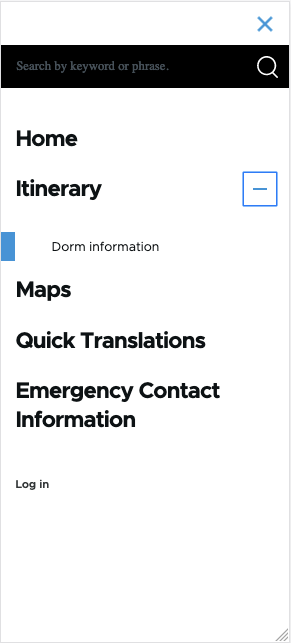 Search by keyword or phrase.
Home
Itinerary
Dorm information
Maps
Quick Translations
Emergency Contact
Information
Log in